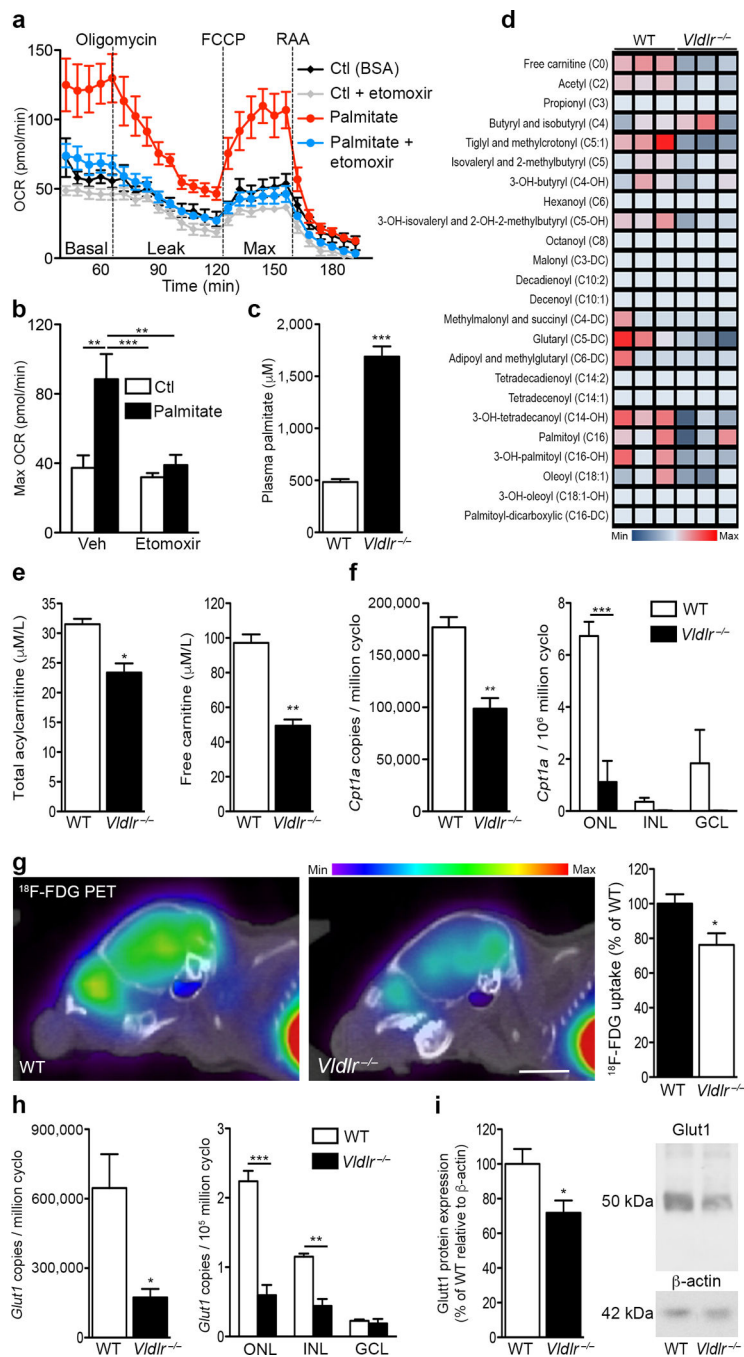 a
Oligomycin FCCP RAA
OCR (pmol/min)
150
100
50
0
Basal Leak Max
60 90 120 150 180
Time (min)
Ctl (BSA)
Ctl + etomoxir
Palmitate
Palmitate +
etomoxir
b
Max OCR (pmol/min)
120
80
40
0
** ***
**
Ctl
Palmitate
Veh Etomoxir
c
Plasma palmitate (μM)
2,000
1,500
1,000
500
0
***
WT Vldlr–/–
d
WT Vldlr–/–
Free carnitine (C0)
Acetyl (C2)
Propionyl (C3)
Butyryl and isobutyryl (C4)
Tiglyl and methylcrotonyl (C5:1)
Isovaleryl and 2-methylbutyryl (C5)
3-OH-butyryl (C4-OH)
Hexanoyl (C6)
3-OH-isovaleryl and 2-OH-2-methylbutyryl (C5-OH)
Octanoyl (C8)
Malonyl (C3-DC)
Decadienoyl (C10:2)
Decenoyl (C10:1)
Methylmalonyl and succinyl (C4-DC)
Glutaryl (C5-DC)
Adipoyl and methylglutaryl (C6-DC)
Tetradecadienoyl (C14:2)
Tetradecenoyl (C14:1)
3-OH-tetradecanoyl (C14-OH)
Palmitoyl (C16)
3-OH-palmitoyl (C16-OH)
Oleoyl (C18:1)
3-OH-oleoyl (C18:1-OH)
Palmitoyl-dicarboxylic (C16-DC)
Min Max
e
Total acylcarnitine (μM/L)
35
30
25
20
15
10
5
0
*
WT Vldlr–/–
Free carnitine (μM/L)
120
100
80
60
40
20
0
**
WT Vldlr–/–
f
Cpt1a copies / million cyclo
200,000
150,000
100,000
50,000
0
**
WT Vldlr–/–
Cpt1a / 10⁶ million cyclo
8
6
4
2
0
***
WT
Vldlr–/–
ONL INL GCL
g
Min Max
¹⁸F-FDG PET
WT
Vldlr–/–
¹⁸F-FDG uptake (% of WT)
120
100
80
60
40
20
0
*
WT Vldlr–/–
h
Glut1 copies / million cyclo
900,000
600,000
300,000
0
*
WT Vldlr–/–
Glut1 copies / 10⁵ million cyclo
3
2
1
0
***
**
WT
Vldlr–/–
ONL INL GCL
i
Glutt1 protein expression
(% of WT relative to β-actin)
120
100
80
60
40
20
0
*
WT Vldlr–/–
Glut1
50 kDa
β-actin
42 kDa
WT Vldlr–/–